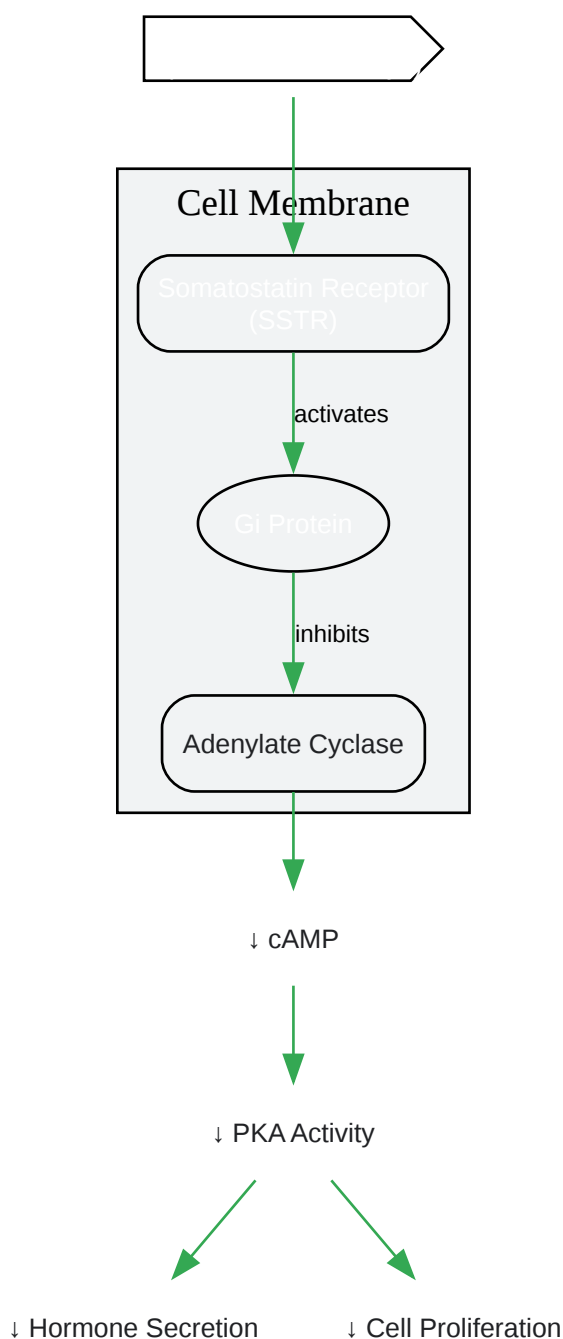 Cell Membrane
Somatostatin Receptor
(SSTR)
activates
Gi Protein
inhibits
Adenylate Cyclase
↓ cAMP
↓ PKA Activity
↓ Hormone Secretion
↓ Cell Proliferation